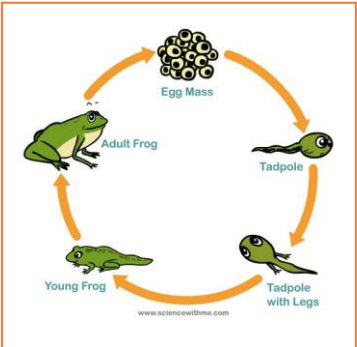 Egg Mass
Adult Frog
Tadpole
Young Frog
Tadpole
with Legs
www.sciencewithme.com